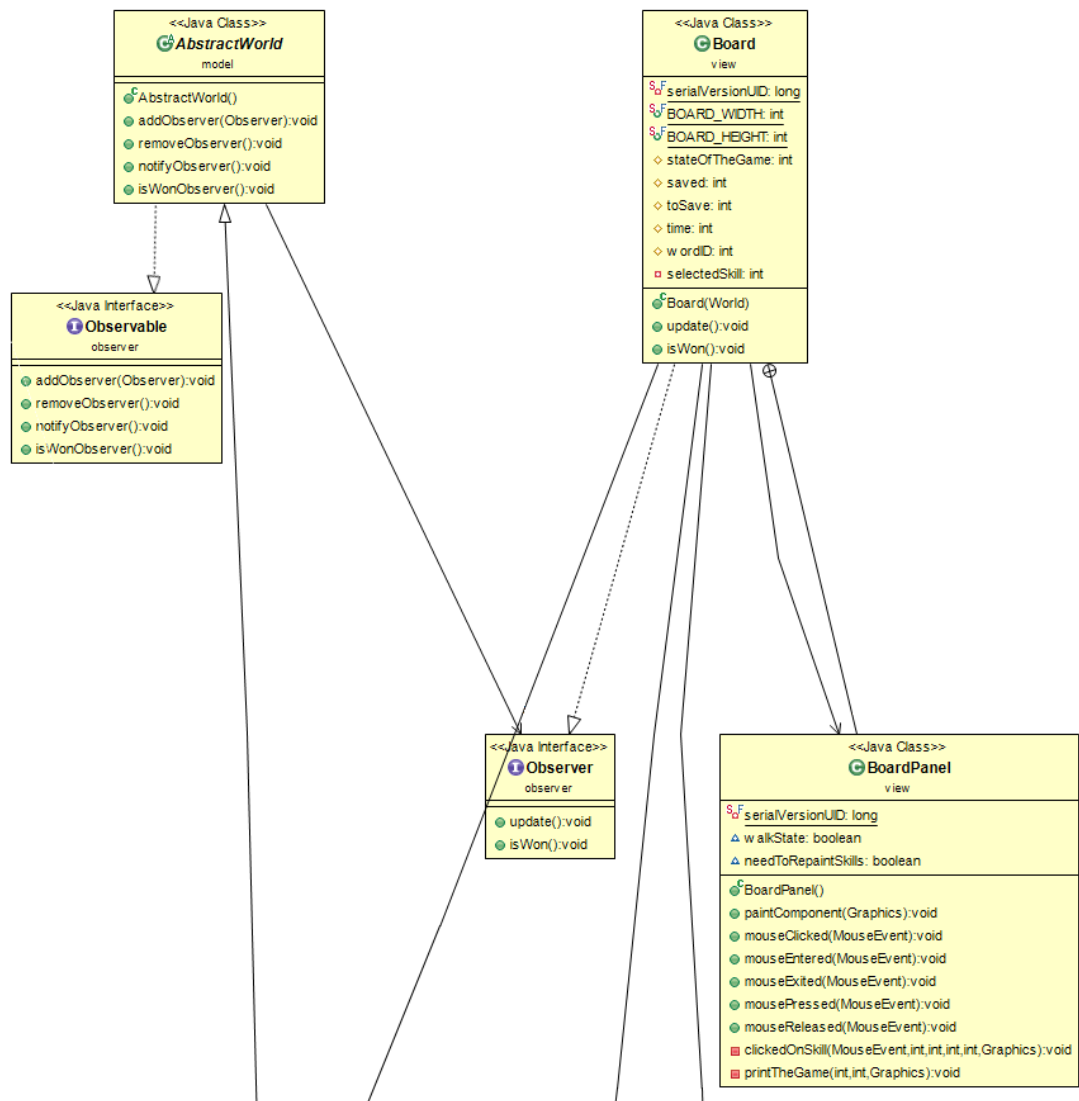 <<Java Class>>
AbstractWorld
model
AbstractWorld()
addObserver(Observer):void
removeObserver():void
notifyObserver():void
isWonObserver():void
<<Java Class>>
Board
view
serialVersionUID: long
BOARD_WIDTH: int
BOARD_HEIGHT: int
stateOfTheGame: int
saved: int
toSave: int
time: int
wordID: int
selectedSkill: int
Board(World)
update():void
isWon():void
<<Java Interface>>
Observable
observer
addObserver(Observer):void
removeObserver():void
notifyObserver():void
isWonObserver():void
<<Java Interface>>
Observer
observer
update():void
isWon():void
<<Java Class>>
BoardPanel
view
serialVersionUID: long
walkState: boolean
needToRepaintSkills: boolean
BoardPanel()
paintComponent(Graphics):void
mouseClicked(MouseEvent):void
mouseEntered(MouseEvent):void
mouseExited(MouseEvent):void
mousePressed(MouseEvent):void
mouseReleased(MouseEvent):void
clickedOnSkill(MouseEvent,int,int,int,int,Graphics):void
printTheGame(int,int,Graphics):void